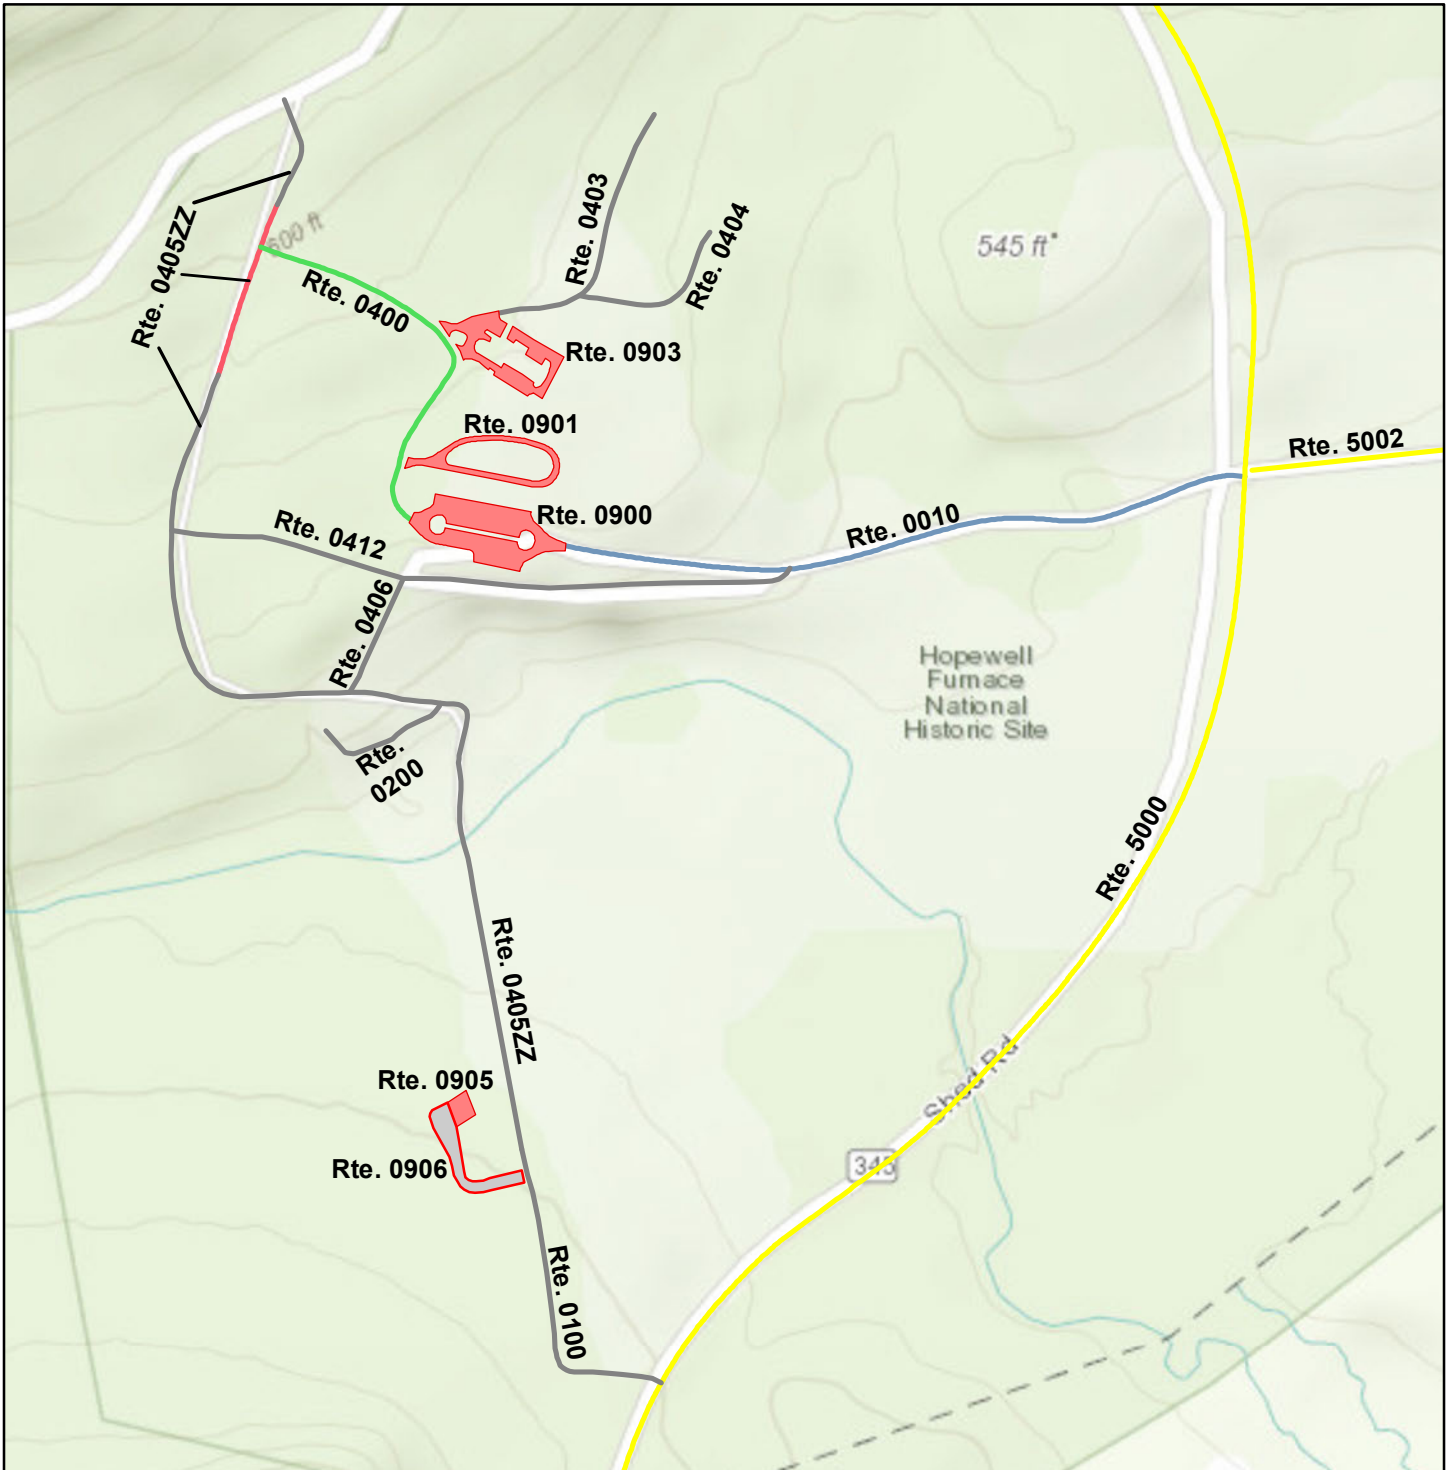 Rte. 0403
Rte. 0404
Rte. 0405ZZ
600 ft
545 ft
Rte. 0400
Rte. 0903
Rte. 0901
Rte. 5002
Rte. 0900
Rte. 0010
Rte. 0412
Rte. 0406
Hopewell
Furnace
National
Historic Site
Rte.
0200
Rte. 5000
Rte. 0405ZZ
Shed Rd
Rte. 0905
Rte. 0906
345
Rte. 0100